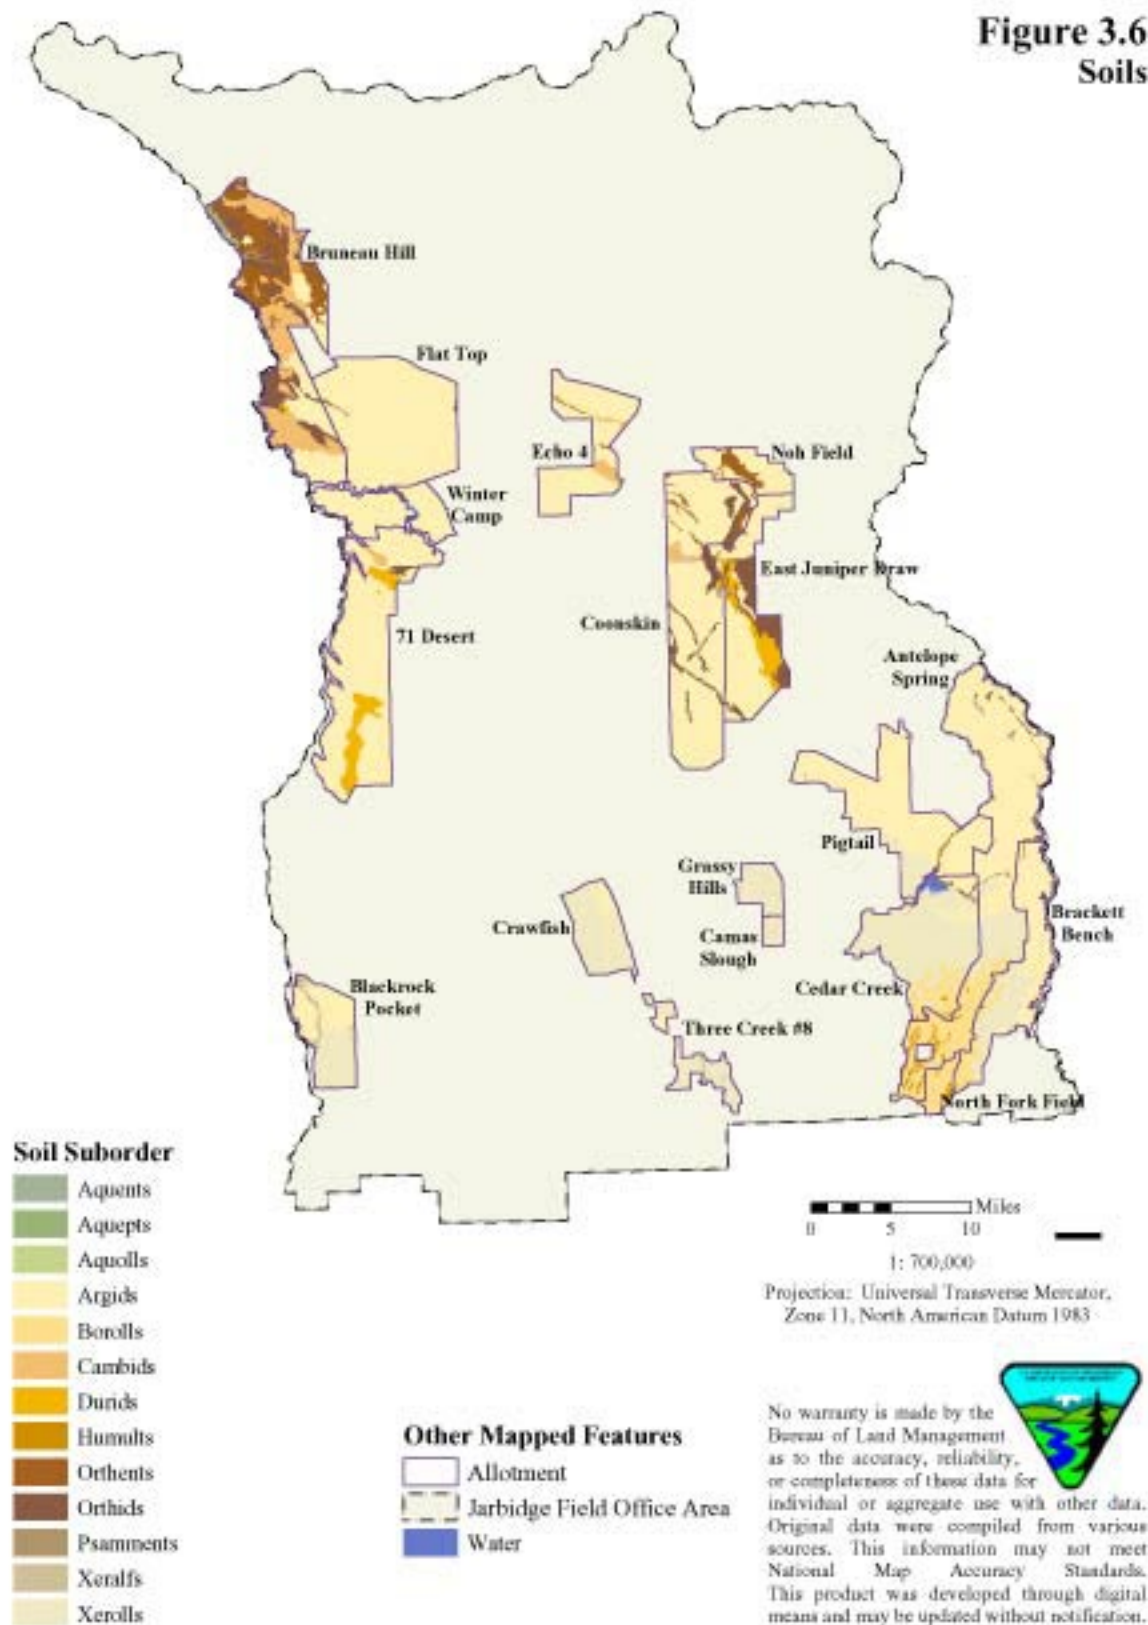 Figure 3.6
Soils
Bruneau Hill
Flat Top
Echo 4
Noh Field
Winter
Camp
East Juniper Draw
71 Desert
Coonskin
Antelope
Spring
Pigtail
Grassy
Hills
Crawfish
Camas
Slough
Brackett
Bench
Blackrock
Pocket
Cedar Creek
Three Creek #8
North Fork Field
Soil Suborder
Aquents
Aquepts
Aquolls
Argids
Borolls
Cambids
Durids
Humults
Orthents
Orthids
Psamments
Xeralfs
Xerolls
Other Mapped Features
Allotment
Jarbidge Field Office Area
Water
Miles
0 5 10
1: 700,000
Projection: Universal Transverse Mercator,
Zone 11, North American Datum 1983
No warranty is made by the
Bureau of Land Management
as to the accuracy, reliability,
or completeness of these data for
individual or aggregate use with other data.
Original data were compiled from various
sources. This information may not meet
National Map Accuracy Standards.
This product was developed through digital
means and may be updated without notification.